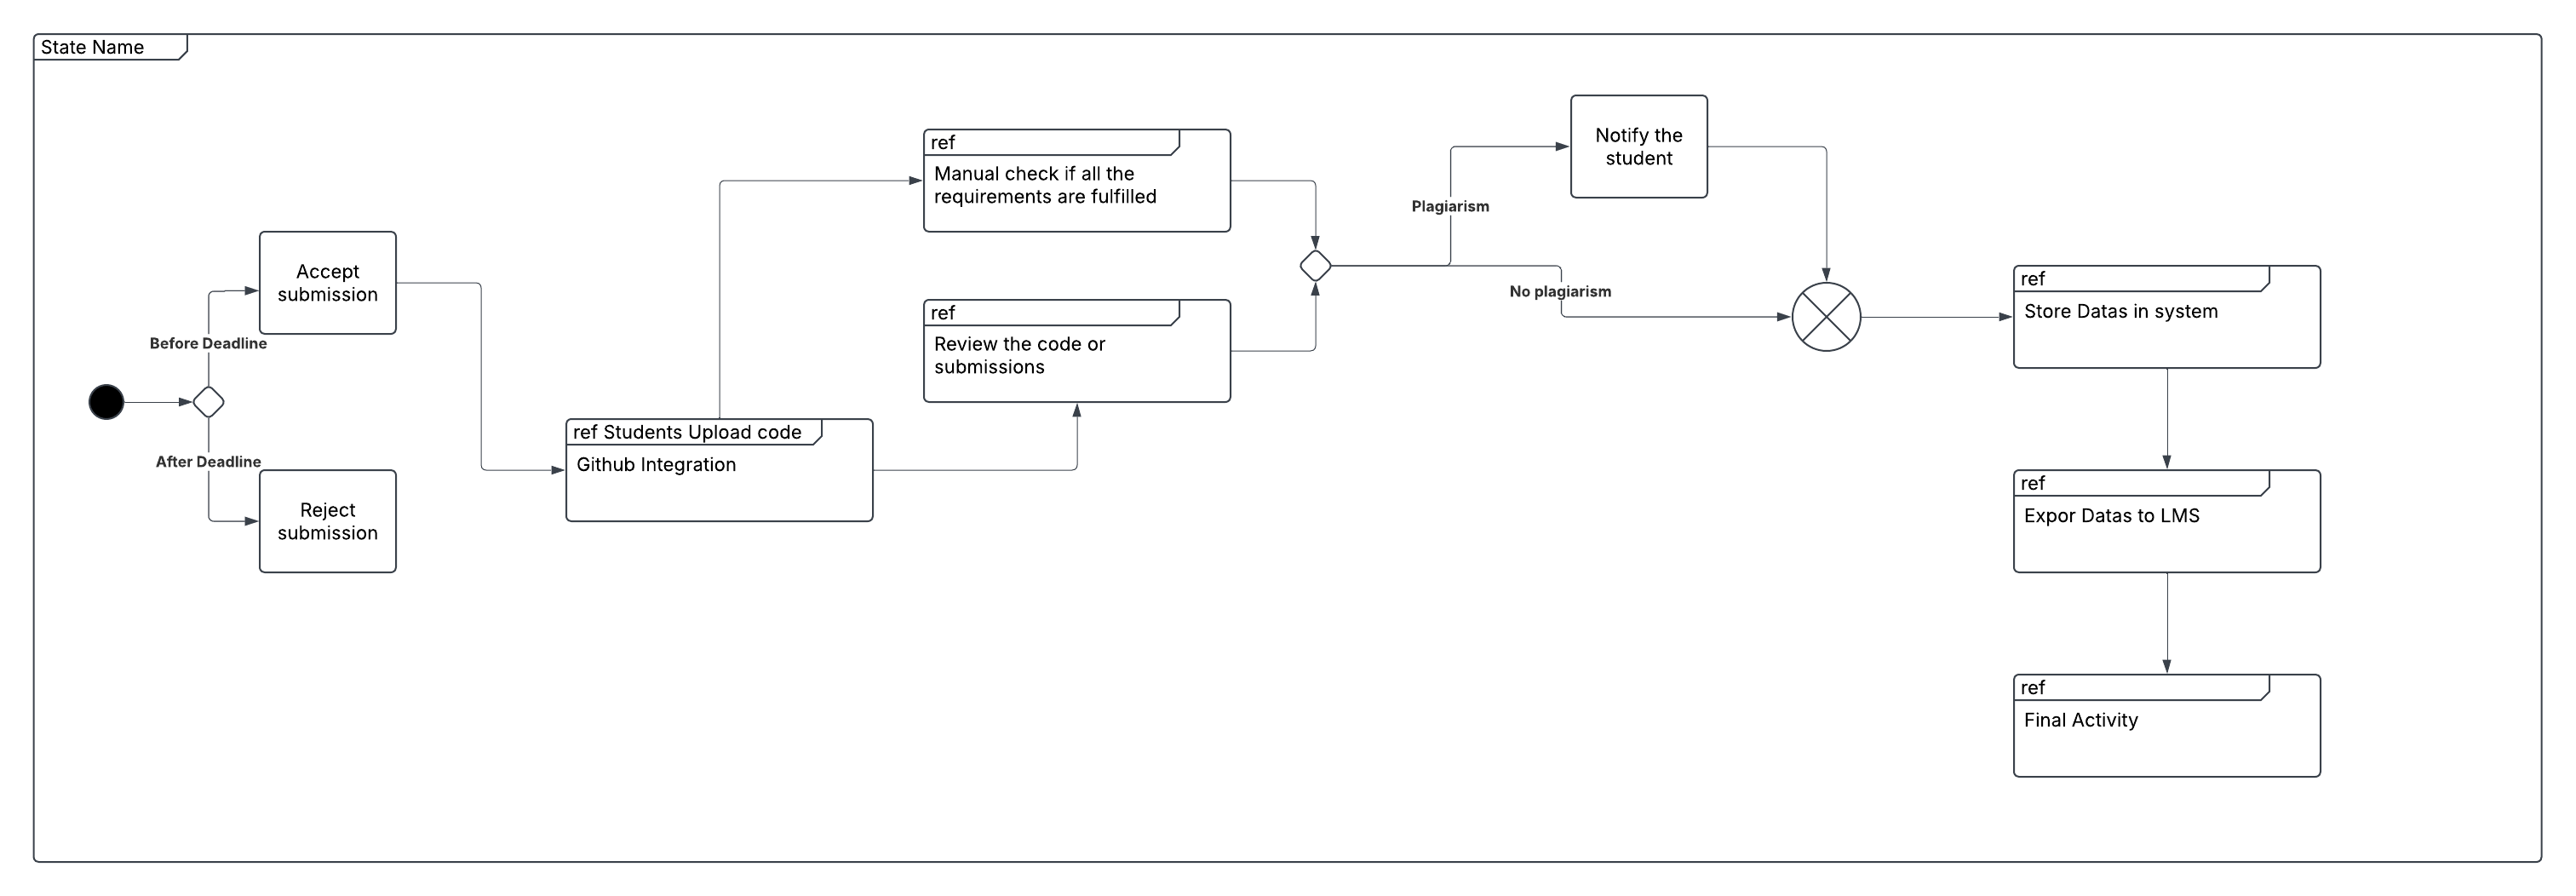 State Name
Before Deadline
After Deadline
Accept
submission
Reject
submission
ref Students Upload code
Github Integration
ref
Manual check if all the
requirements are fulfilled
ref
Review the code or
submissions
Plagiarism
No plagiarism
Notify the
student
ref
Store Datas in system
ref
Expor Datas to LMS
ref
Final Activity